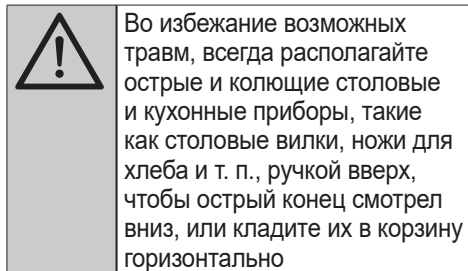 Во избежание возможных
травм, всегда располагайте
острые и колющие столовые
и кухонные приборы, такие
как столовые вилки, ножи для
хлеба и т. п., ручкой вверх,
чтобы острый конец смотрел
вниз, или кладите их в корзину
горизонтально